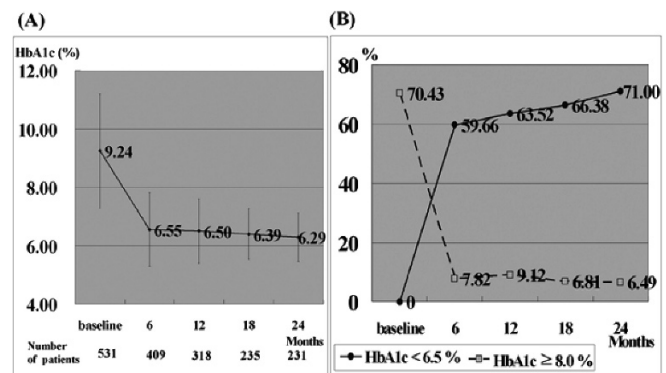 (A)
HbA1c (%)
12.00
10.00
8.00
6.00
4.00
9.24
6.55
6.50
6.39
6.29
baseline 6 12 18 24
Months
Number of patients
531 409 318 235 231
(B)
%
80
60
40
20
0
70.43
59.66
63.52
66.38
71.00
0
7.82
9.12
6.81
6.49
baseline 6 12 18 24
Months
HbA1c < 6.5 % HbA1c ≥ 8.0 %